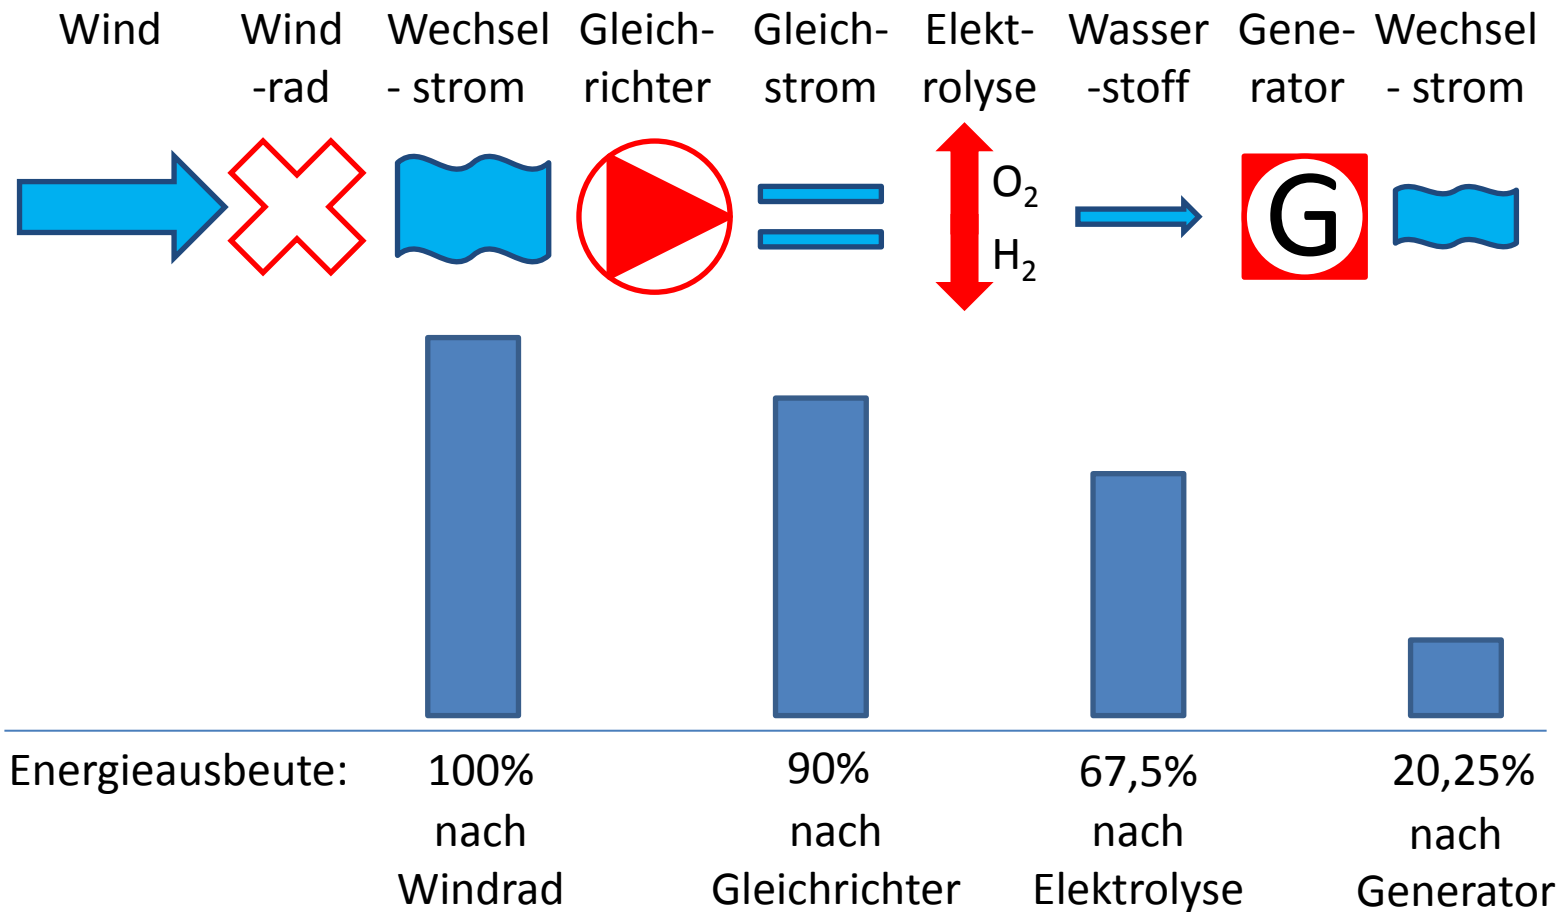 Wind Wind Wechsel Gleich- Gleich- Elekt- Wasser Gene- Wechsel
-rad - strom richter strom rolyse -stoff rator - strom
O2
H2
G
Energieausbeute: 100% 90% 67,5% 20,25%
nach nach nach nach
Windrad Gleichrichter Elektrolyse Generator